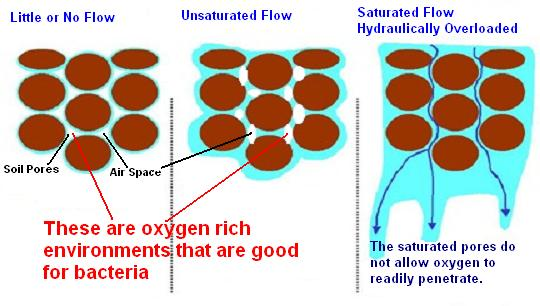 Little or No Flow
Unsaturated Flow
Saturated Flow
Hydraulically Overloaded
Soil Pores
Air Space
These are oxygen rich
environments that are good
for bacteria
The saturated pores do
not allow oxygen to
readily penetrate.